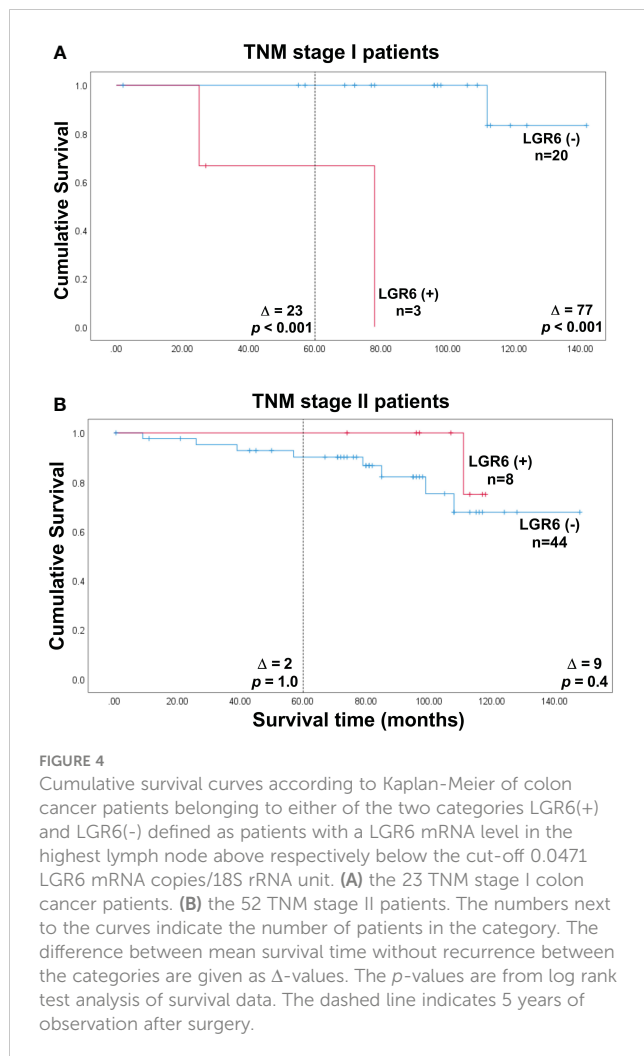 A
TNM stage I patients
Cumulative Survival
1.0
0.8
0.6
0.4
0.2
0.0
LGR6 (-)
n=20
LGR6 (+)
n=3
Δ = 23
p < 0.001
Δ = 77
p < 0.001
.00 20.00 40.00 60.00 80.00 100.00 120.00 140.00
B
TNM stage II patients
Cumulative Survival
1.0
0.8
0.6
0.4
0.2
0.0
LGR6 (+)
n=8
LGR6 (-)
n=44
Δ = 2
p = 1.0
Δ = 9
p = 0.4
.00 20.00 40.00 60.00 80.00 100.00 120.00 140.00
Survival time (months)
FIGURE 4
Cumulative survival curves according to Kaplan-Meier of colon
cancer patients belonging to either of the two categories LGR6(+)
and LGR6(-) defined as patients with a LGR6 mRNA level in the
highest lymph node above respectively below the cut-off 0.0471
LGR6 mRNA copies/18S rRNA unit. (A) the 23 TNM stage I colon
cancer patients. (B) the 52 TNM stage II patients. The numbers next
to the curves indicate the number of patients in the category. The
difference between mean survival time without recurrence between
the categories are given as Δ-values. The p-values are from log rank
test analysis of survival data. The dashed line indicates 5 years of
observation after surgery.